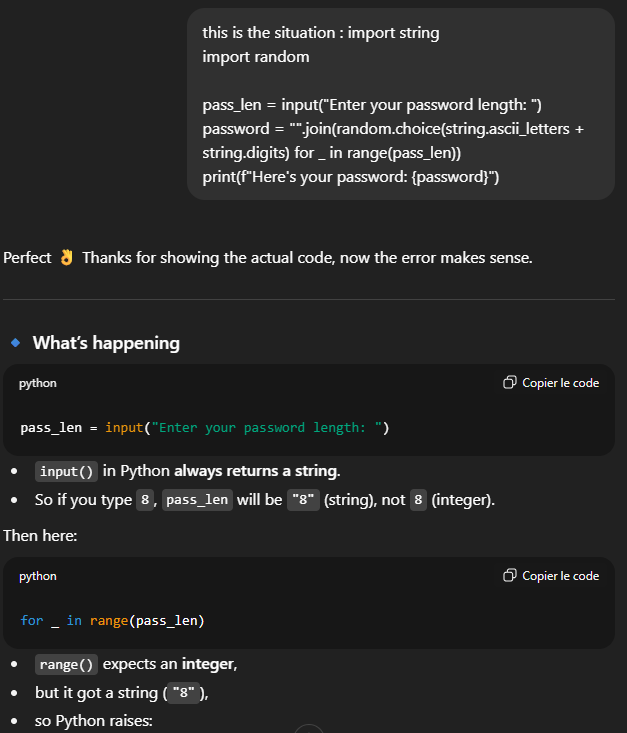 this is the situation : import string
import random
pass_len = input("Enter your password length: ")
password = "".join(random.choice(string.ascii_letters +
string.digits) for _ in range(pass_len))
print(f"Here's your password: {password}")
Perfect 👌 Thanks for showing the actual code, now the error makes sense.
🔹 What's happening
python
Copier le code
pass_len = input("Enter your password length: ")
• input() in Python always returns a string.
• So if you type 8, pass_len will be "8" (string), not 8 (integer).
Then here:
python
Copier le code
for _ in range(pass_len)
• range() expects an integer,
• but it got a string ("8"),
• so Python raises: